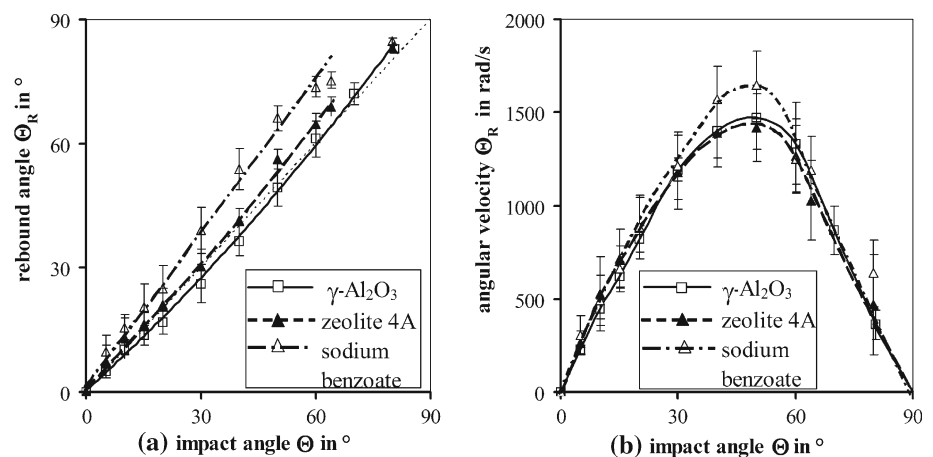 90
60
30
0
0
30
60
90
rebound angle Θ_R in °
γ-Al₂O₃
zeolite 4A
sodium
benzoate
(a) impact angle Θ in °
2000
1500
1000
500
0
0
30
60
90
angular velocity Θ_R in rad/s
γ-Al₂O₃
zeolite 4A
sodium
benzoate
(b) impact angle Θ in °